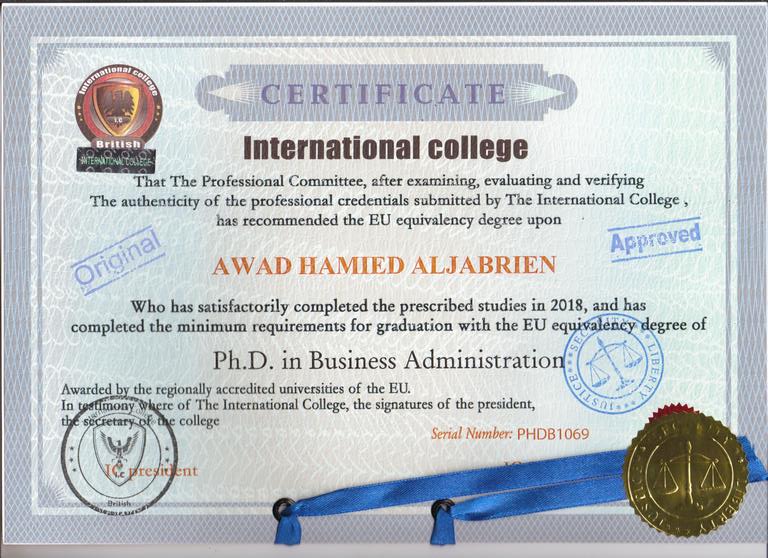 International college
I.C
British
INTERNATIONAL COLLEGE
CERTIFICATE
International college
That The Professional Committee, after examining, evaluating and verifying
The authenticity of the professional credentials submitted by The International College ,
has recommended the EU equivalency degree upon
Original
Approved
AWAD HAMIED ALJABRIEN
Who has satisfactorily completed the prescribed studies in 2018, and has
completed the minimum requirements for graduation with the EU equivalency degree of
Ph.D. in Business Administration
SECURITY LIBERTY JUSTICE
Awarded by the regionally accredited universities of the EU.
In testimony where of The International College, the signatures of the president,
the secretary of the college
Serial Number: PHDB1069
IC president
I.C
British